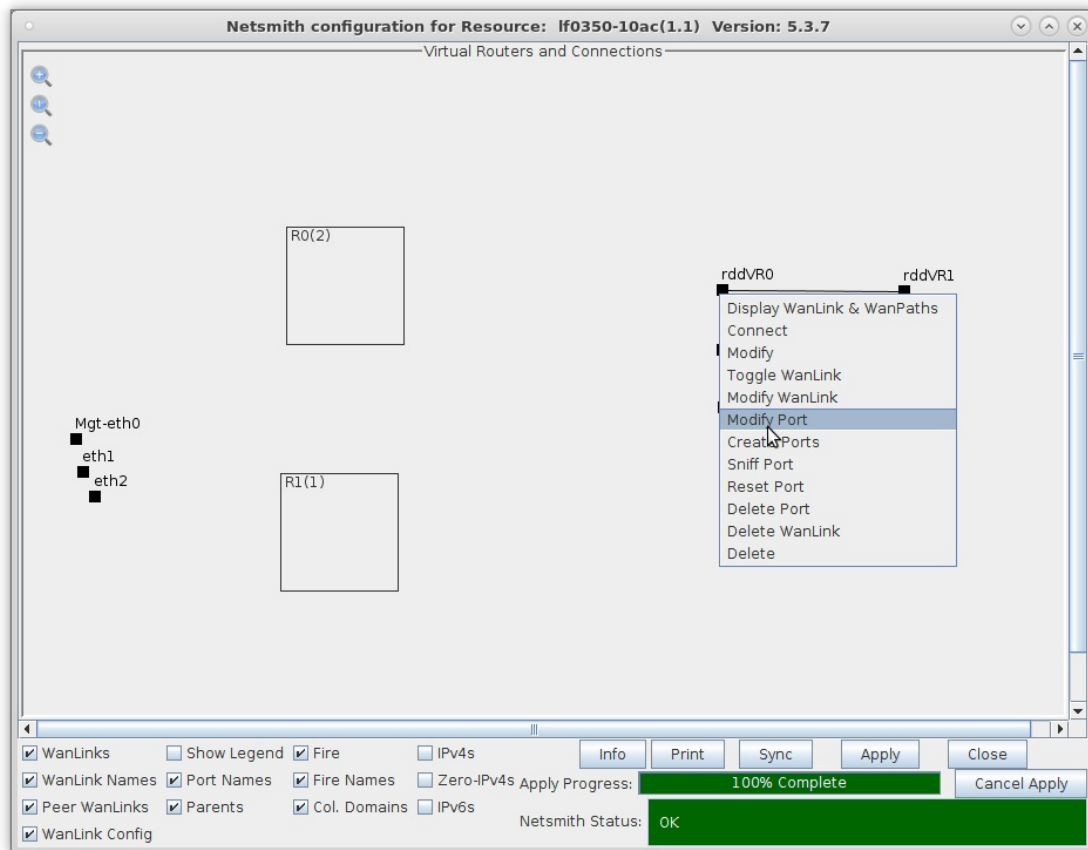 Netsmith configuration for Resource: lf0350-10ac(1.1) Version: 5.3.7
Virtual Routers and Connections
R0(2)
rddVR0
rddVR1
Display WanLink & WanPaths
Connect
Modify
Toggle WanLink
Modify WanLink
Modify Port
Create Ports
Sniff Port
Reset Port
Delete Port
Delete WanLink
Delete
Mgt-eth0
eth1
eth2
R1(1)
WanLinks Show Legend Fire IPv4s Info Print Sync Apply Close
WanLink Names Port Names Fire Names Zero-IPv4s Apply Progress: 100% Complete Cancel Apply
Peer WanLinks Parents Col. Domains IPv6s
Netsmith Status: OK
WanLink Config